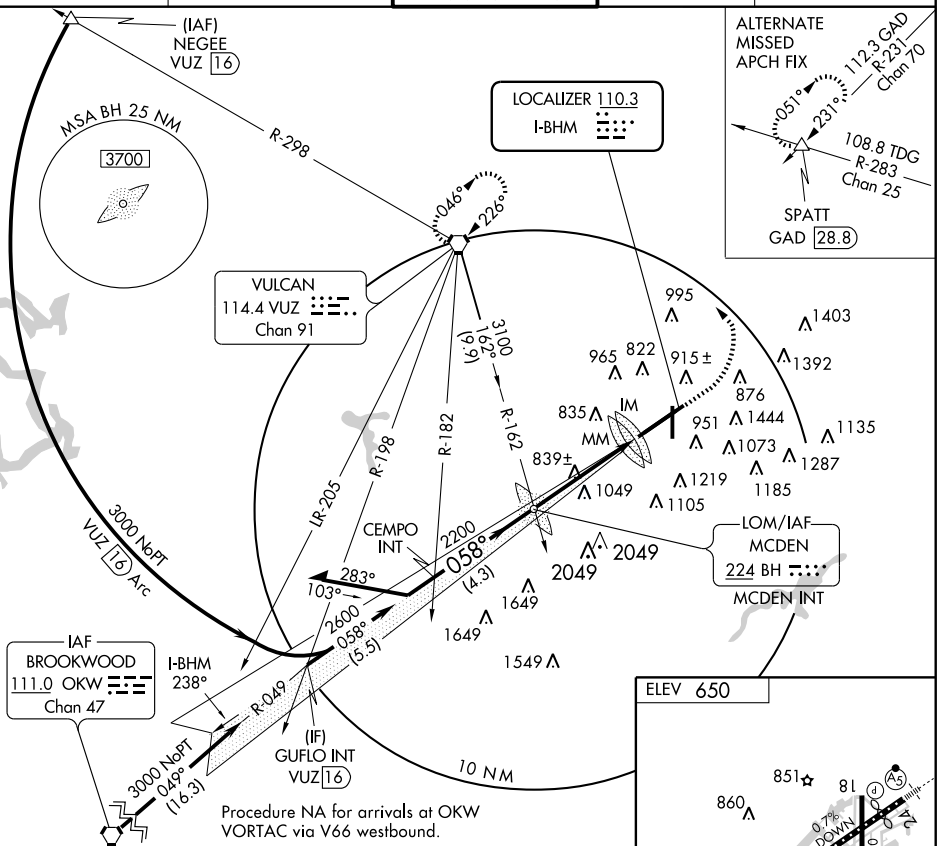 (IAF)
NEGEE
VUZ 16
MSA BH 25 NM
3700
R-298
LOCALIZER 110.3
I-BHM
ALTERNATE
MISSED
APCH FIX
112.3 GAD
R-231
Chan 70
051°
231°
108.8 TDG
R-283
Chan 25
SPATT
GAD 28.8
046°
226°
VULCAN
114.4 VUZ
Chan 91
3100
162°
(9.9)
R-162
R-182
R-198
LR-205
995
1403
1392
965
822
915±
876
835
IM
MM
951
1444
1073
1135
1287
1185
839±
1049
1219
1105
2049
2049
1649
1649
1549
LOM/IAF
MCDEN
224 BH
MCDEN INT
CEMPO
INT
2200
058°
(4.3)
283°
103°
2600
058°
(5.5)
3000 NoPT
VUZ 16 Arc
IAF
BROOKWOOD
111.0 OKW
Chan 47
I-BHM
238°
R-049
3000 NoPT
049°
(16.3)
(IF)
GUFLO INT
VUZ 16
10 NM
Procedure NA for arrivals at OKW
VORTAC via V66 westbound.
ELEV 650
851
860
18
A5
d
24
0.7%
DOWN